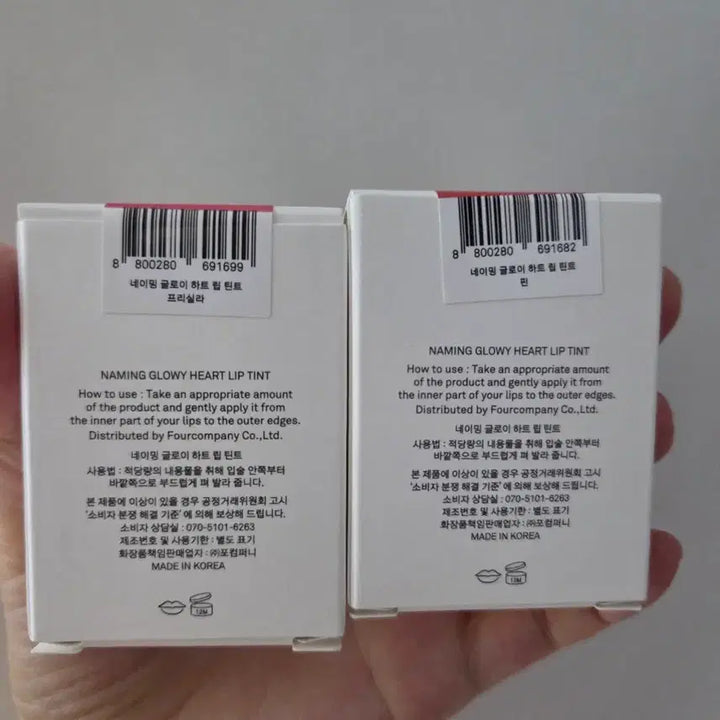 8 800280 691699
네이밍 글로이 하트 립 틴트
프리실라
NAMING GLOWY HEART LIP TINT
How to use : Take an appropriate amount
of the product and gently apply it from
the inner part of your lips to the outer edges.
Distributed by Fourcompany Co.,Ltd.
네이밍 글로이 하트 립 틴트
사용법 : 적당량의 내용물을 취해 입술 안쪽부터
바깥쪽으로 부드럽게 펴 발라 줍니다.
본 제품에 이상이 있을 경우 공정거래위원회 고시
'소비자 분쟁 해결 기준' 에 의해 보상해 드립니다.
소비자 상담실 : 070-5101-6263
제조번호 및 사용기한 : 별도 표기
화장품책임판매업자 : ㈜포컴퍼니
MADE IN KOREA
12M
8 800280 691682
네이밍 글로이 하트 립 틴트
틴
NAMING GLOWY HEART LIP TINT
How to use : Take an appropriate amount
of the product and gently apply it from
the inner part of your lips to the outer edges.
Distributed by Fourcompany Co.,Ltd.
네이밍 글로이 하트 립 틴트
사용법 : 적당량의 내용물을 취해 입술 안쪽부터
바깥쪽으로 부드럽게 펴 발라 줍니다.
본 제품에 이상이 있을 경우 공정거래위원회 고시
'소비자 분쟁 해결 기준' 에 의해 보상해 드립니다.
소비자 상담실 : 070-5101-6263
제조번호 및 사용기한 : 별도 표기
화장품책임판매업자 : ㈜포컴퍼니
MADE IN KOREA
12M